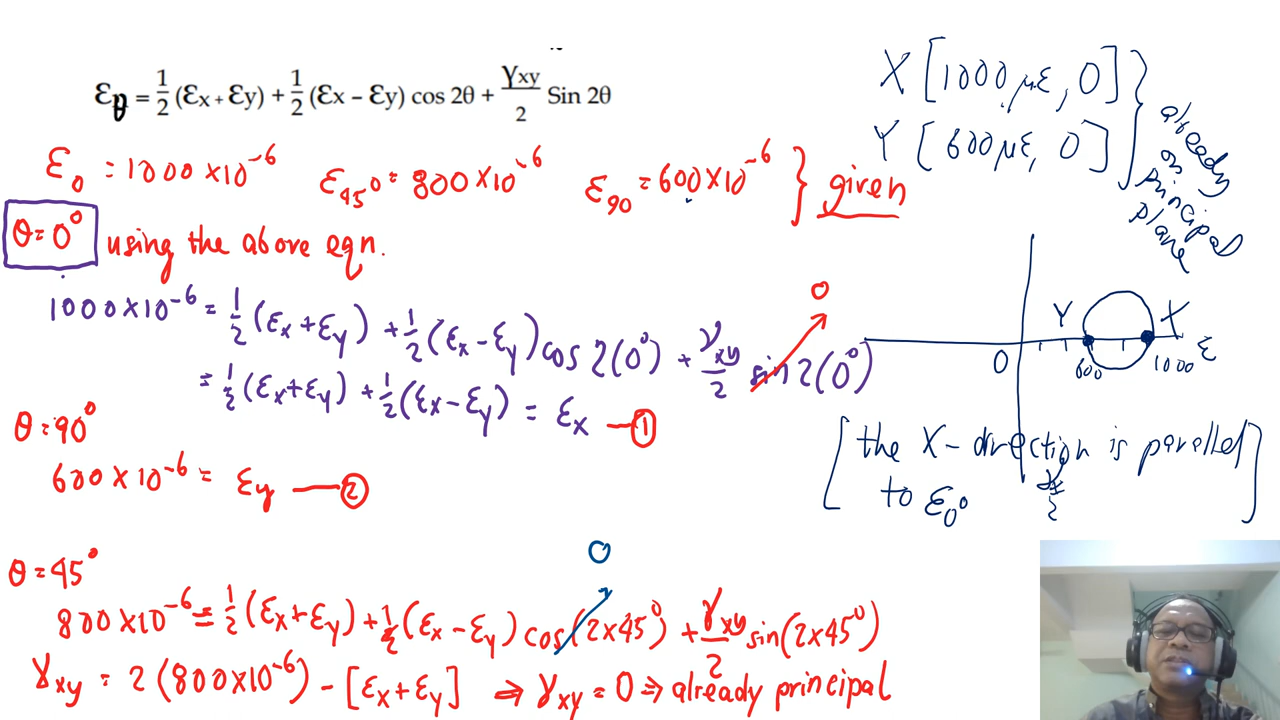 εθ = 1/2 (εx + εy) + 1/2 (εx − εy) cos 2θ + γxy/2 Sin 2θ
ε0 = 1000×10^-6 ε45° = 800×10^-6 ε90 = 600×10^-6 } given
θ = 0° using the above eqn.
1000×10^-6 = 1/2 (εx + εy) + 1/2 (εx − εy) cos 2(0°) + γxy/2 sin 2(0°)
0
= 1/2 (εx + εy) + 1/2 (εx − εy) = εx — ①
θ = 90°
600×10^-6 = εy — ②
θ = 45°
0
800×10^-6 = 1/2 (εx + εy) + 1/2 (εx − εy) cos (2×45°) + γxy/2 sin(2×45°)
γxy = 2(800×10^-6) − [εx + εy] ⇒ γxy = 0 ⇒ already principal
X [1000 με, 0]
Y [600 με, 0]
}
already
on
principal
plane
Y X
0 600 1000 ε
γ/2
[the X-direction is parellel
to ε0°]